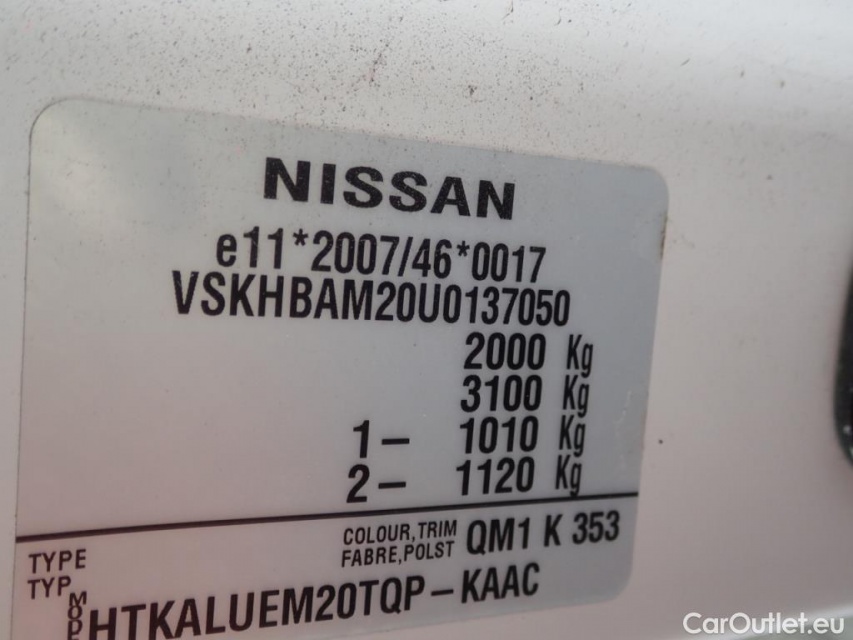 NISSAN
e11*2007/46*0017
VSKHBAM20U0137050
2000 Kg
3100 Kg
1- 1010 Kg
2- 1120 Kg
TYPE
TYP
COLOUR,TRIM
FABRE,POLST
QM1 K 353
HTKALUEM20TQP-KAAC
CarOutlet.eu